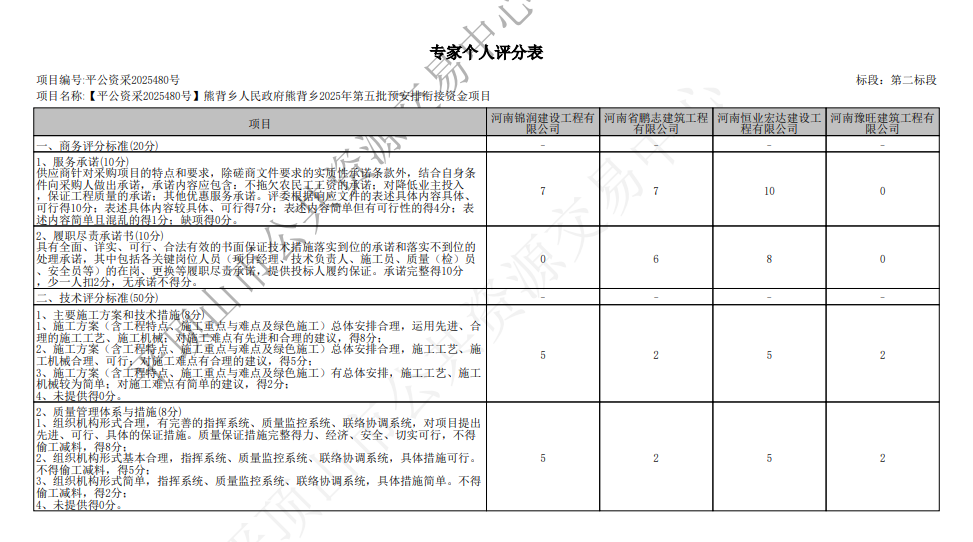 专家个人评分表
项目编号:平公资采2025480号
标段：第二标段
项目名称:【平公资采2025480号】熊背乡人民政府熊背乡2025年第五批预安排衔接资金项目
项目
河南锦润建设工程有
限公司
河南省鹏志建筑工程
有限公司
河南恒业宏达建设工
程有限公司
河南豫旺建筑工程有
限公司
一、商务评分标准(20分)
- - - -
1、服务承诺(10分)
供应商针对采购项目的特点和要求，除磋商文件要求的实质性承诺条款外，结合自身条
件向采购人做出承诺，承诺内容应包含：不拖欠农民工工资的承诺；对降低业主投入
，保证工程质量的承诺；其他优惠服务承诺。评委根据响应文件的表述具体内容具体、
可行得10分；表述具体内容较具体、可行得7分；表述内容简单但有可行性的得4分；表
述内容简单且混乱的得1分；缺项得0分。
7 7 10 0
2、履职尽责承诺书(10分)
具有全面、详实、可行、合法有效的书面保证技术措施落实到位的承诺和落实不到位的
处理承诺，其中包括各关键岗位人员（项目经理、技术负责人、施工员、质量（检）员
、安全员等）的在岗、更换等履职尽责承诺，提供投标人履约保证。承诺完整得10分
，少一人扣2分，无承诺不得分。
0 6 8 0
二、技术评分标准(50分)
- - - -
1、主要施工方案和技术措施(8分)
1、施工方案（含工程特点、施工重点与难点及绿色施工）总体安排合理，运用先进、合
理的施工工艺、施工机械；对施工难点有先进和合理的建议，得8分；
2、施工方案（含工程特点、施工重点与难点及绿色施工）总体安排合理，施工工艺、施
工机械合理、可行；对施工难点有合理的建议，得5分；
3、施工方案（含工程特点、施工重点与难点及绿色施工）有总体安排，施工工艺、施工
机械较为简单；对施工难点有简单的建议，得2分；
4、未提供得0分。
5 2 5 2
2、质量管理体系与措施(8分)
1、组织机构形式合理，有完善的指挥系统、质量监控系统、联络协调系统，对项目提出
先进、可行、具体的保证措施。质量保证措施完整得力、经济、安全、切实可行，不得
偷工减料，得8分；
2、组织机构形式基本合理，指挥系统、质量监控系统、联络协调系统，具体措施可行。
不得偷工减料，得5分；
3、组织机构形式简单，指挥系统、质量监控系统、联络协调系统，具体措施简单。不得
偷工减料，得2分；
4、未提供得0分。
5 2 5 2
平顶山市公共资源交易中心
平顶山市公共资源交易中心